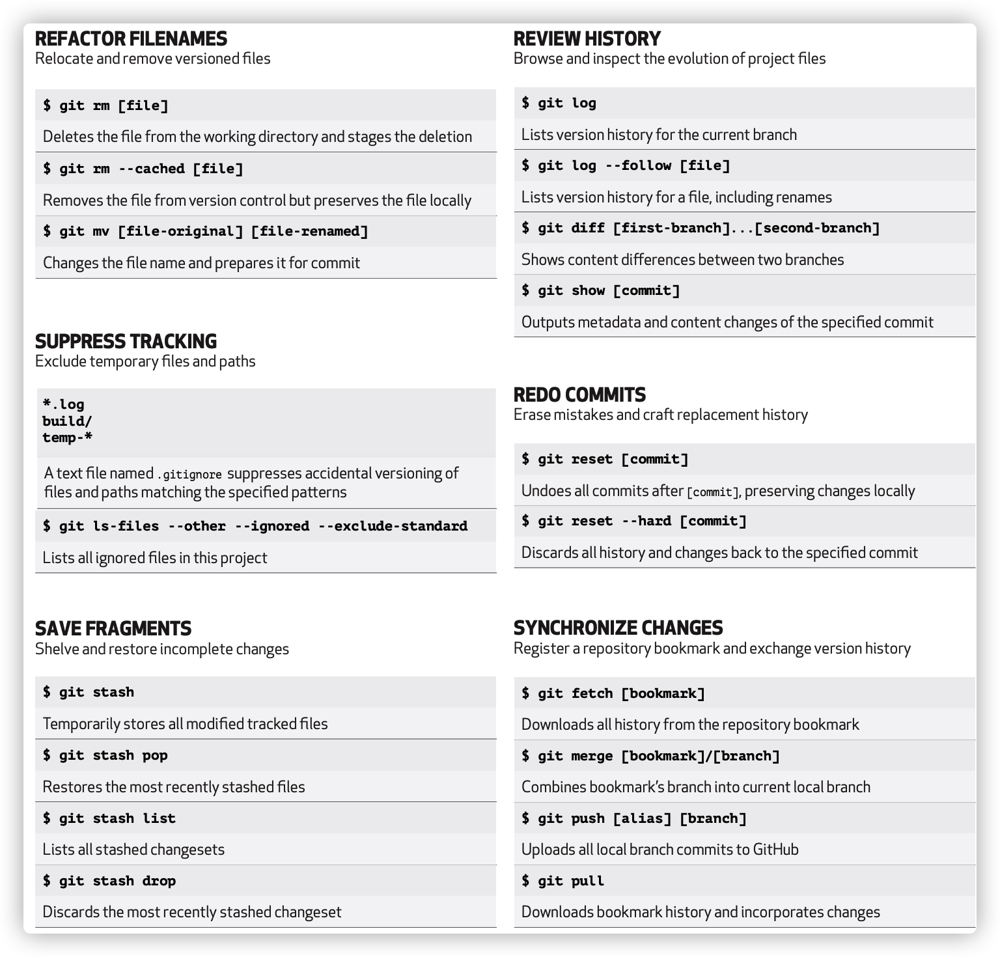 REFACTOR FILENAMES
Relocate and remove versioned files
$ git rm [file]
Deletes the file from the working directory and stages the deletion
$ git rm --cached [file]
Removes the file from version control but preserves the file locally
$ git mv [file-original] [file-renamed]
Changes the file name and prepares it for commit
SUPPRESS TRACKING
Exclude temporary files and paths
*.log
build/
temp-*
A text file named .gitignore suppresses accidental versioning of
files and paths matching the specified patterns
$ git ls-files --other --ignored --exclude-standard
Lists all ignored files in this project
SAVE FRAGMENTS
Shelve and restore incomplete changes
$ git stash
Temporarily stores all modified tracked files
$ git stash pop
Restores the most recently stashed files
$ git stash list
Lists all stashed changesets
$ git stash drop
Discards the most recently stashed changeset
REVIEW HISTORY
Browse and inspect the evolution of project files
$ git log
Lists version history for the current branch
$ git log --follow [file]
Lists version history for a file, including renames
$ git diff [first-branch]...[second-branch]
Shows content differences between two branches
$ git show [commit]
Outputs metadata and content changes of the specified commit
REDO COMMITS
Erase mistakes and craft replacement history
$ git reset [commit]
Undoes all commits after [commit], preserving changes locally
$ git reset --hard [commit]
Discards all history and changes back to the specified commit
SYNCHRONIZE CHANGES
Register a repository bookmark and exchange version history
$ git fetch [bookmark]
Downloads all history from the repository bookmark
$ git merge [bookmark]/[branch]
Combines bookmark’s branch into current local branch
$ git push [alias] [branch]
Uploads all local branch commits to GitHub
$ git pull
Downloads bookmark history and incorporates changes